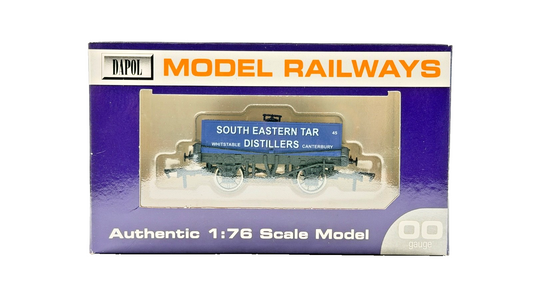 DAPOL
MODEL RAILWAYS
SOUTH EASTERN TAR 45
WHITSTABLE DISTILLERS CANTERBURY
Authentic 1:76 Scale Model
OO
gauge